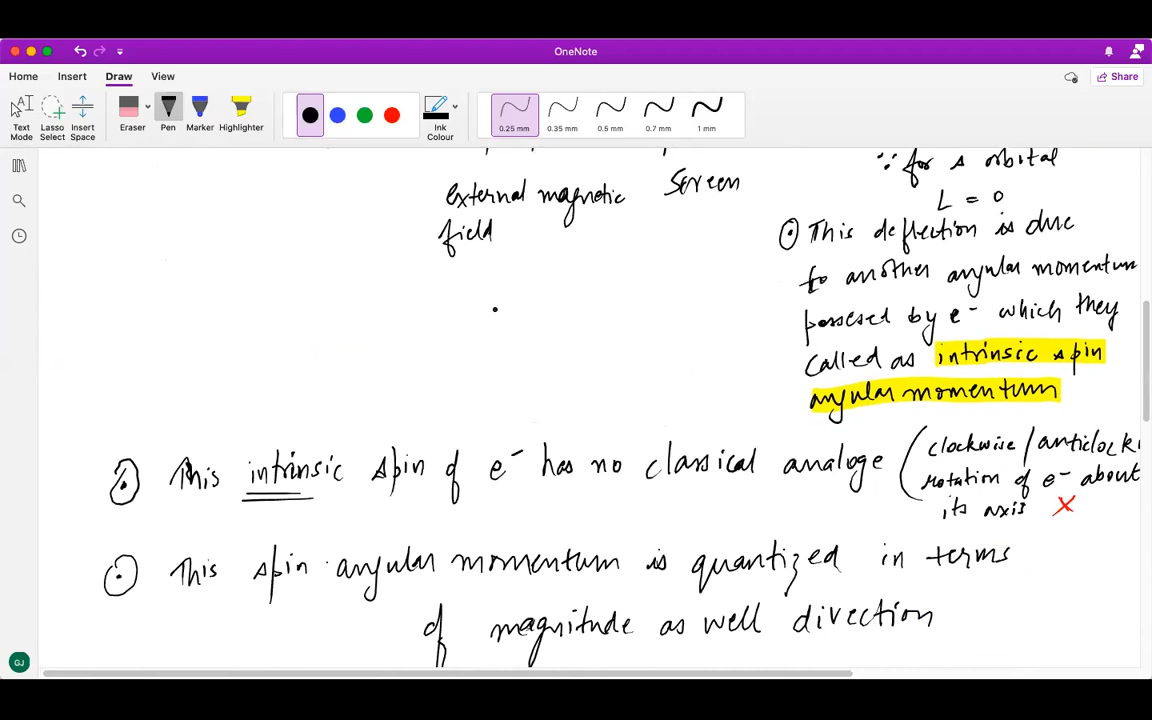 OneNote
Home Insert Draw View
Share
Text Mode
Lasso Select
Insert Space
Eraser
Pen
Marker
Highlighter
Ink Colour
0.25 mm
0.35 mm
0.5 mm
0.7 mm
1 mm
external magnetic
field
Screen
∵ for s orbital
L = 0
This deflection is due
to another angular momentum
possesed by e⁻ which they
called as intrinsic spin
angular momentum
This intrinsic spin of e⁻ has no classical analoge
(clockwise/anticlocki
rotation of e⁻ about
its axis X
This spin angular momentum is quantized in terms
of magnitude as well direction
GJ